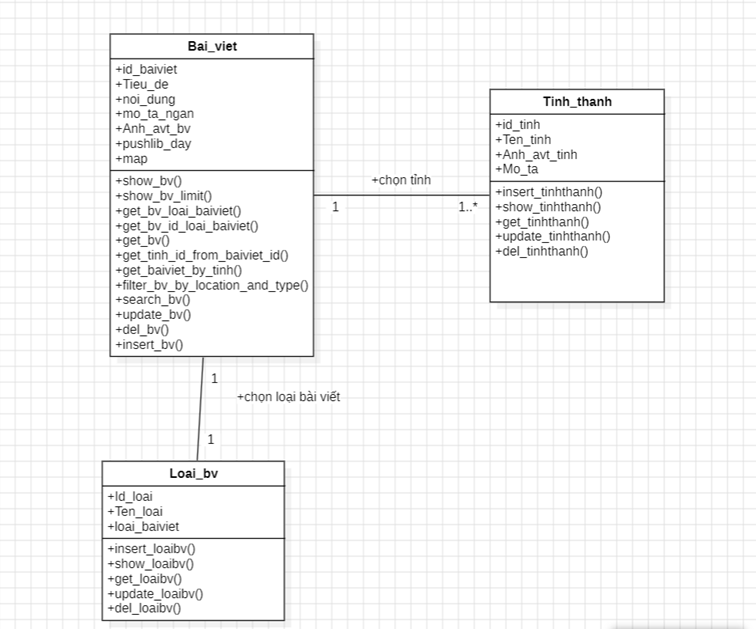 Bai_viet
+id_baiviet
+Tieu_de
+noi_dung
+mo_ta_ngan
+Anh_avt_bv
+pushlib_day
+map
+show_bv()
+show_bv_limit()
+get_bv_loai_baiviet()
+get_bv_id_loai_baiviet()
+get_bv()
+get_tinh_id_from_baiviet_id()
+get_baiviet_by_tinh()
+filter_bv_by_location_and_type()
+search_bv()
+update_bv()
+del_bv()
+insert_bv()
+chọn tỉnh
1
1..*
Tinh_thanh
+id_tinh
+Ten_tinh
+Anh_avt_tinh
+Mo_ta
+insert_tinhthanh()
+show_tinhthanh()
+get_tinhthanh()
+update_tinhthanh()
+del_tinhthanh()
1
+chọn loại bài viết
1
Loai_bv
+Id_loai
+Ten_loai
+loai_baiviet
+insert_loaibv()
+show_loaibv()
+get_loaibv()
+update_loaibv()
+del_loaibv()